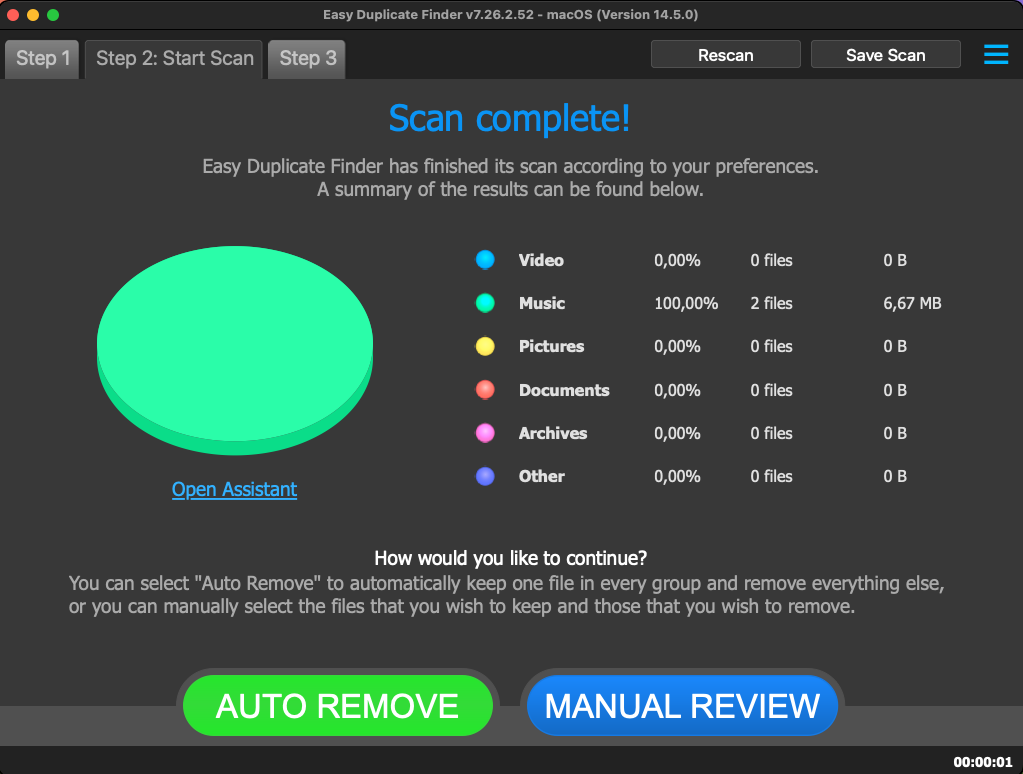 Easy Duplicate Finder v7.26.2.52 - macOS (Version 14.5.0)
Step 1
Step 2: Start Scan
Step 3
Rescan
Save Scan
Scan complete!
Easy Duplicate Finder has finished its scan according to your preferences.
A summary of the results can be found below.
Video 0,00% 0 files 0 B
Music 100,00% 2 files 6,67 MB
Pictures 0,00% 0 files 0 B
Documents 0,00% 0 files 0 B
Archives 0,00% 0 files 0 B
Other 0,00% 0 files 0 B
Open Assistant
How would you like to continue?
You can select "Auto Remove" to automatically keep one file in every group and remove everything else,
or you can manually select the files that you wish to keep and those that you wish to remove.
AUTO REMOVE
MANUAL REVIEW
00:00:01